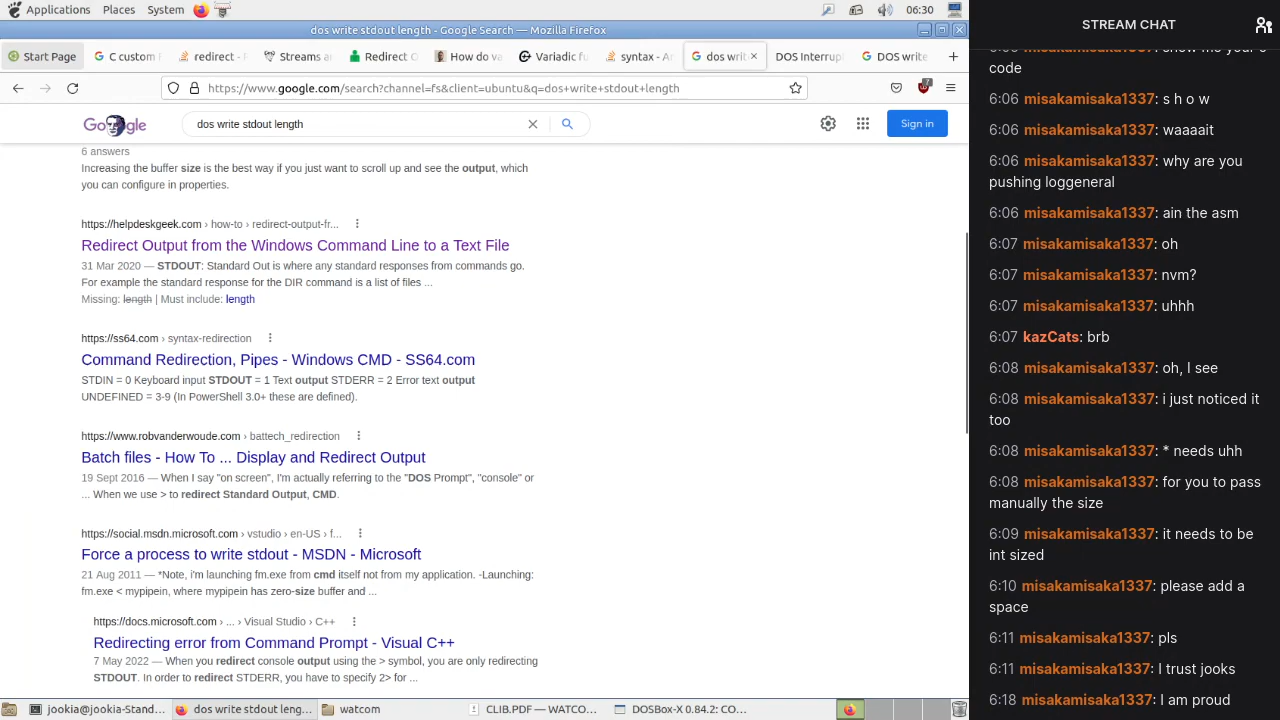 Applications Places System 06:30
dos write stdout length - Google Search — Mozilla Firefox
Start Page C custom f redirect - Streams a Redirect O How do va Variadic fu syntax - A dos wri DOS Interrup DOS write
https://www.google.com/search?channel=fs&client=ubuntu&q=dos+write+stdout+length 7
dos write stdout length Sign in
6 answers
Increasing the buffer size is the best way if you just want to scroll up and see the output, which
you can configure in properties.
https://helpdeskgeek.com › how-to › redirect-output-fr...
Redirect Output from the Windows Command Line to a Text File
31 Mar 2020 — STDOUT: Standard Out is where any standard responses from commands go.
For example the standard response for the DIR command is a list of files ...
Missing: length | Must include: length
https://ss64.com › syntax-redirection
Command Redirection, Pipes - Windows CMD - SS64.com
STDIN = 0 Keyboard input STDOUT = 1 Text output STDERR = 2 Error text output
UNDEFINED = 3-9 (In PowerShell 3.0+ these are defined).
https://www.robvanderwoude.com › battech_redirection
Batch files - How To ... Display and Redirect Output
19 Sept 2016 — When I say "on screen", I'm actually referring to the "DOS Prompt", "console" or
... When we use > to redirect Standard Output, CMD.
https://social.msdn.microsoft.com › vstudio › en-US › f...
Force a process to write stdout - MSDN - Microsoft
21 Aug 2011 — *Note, i'm launching fm.exe from cmd itself not from my application. -Launching:
fm.exe < mypipein, where mypipein has zero-size buffer and ...
https://docs.microsoft.com › ... › Visual Studio › C++
Redirecting error from Command Prompt - Visual C++
7 May 2022 — When you redirect console output using the > symbol, you are only redirecting
STDOUT. In order to redirect STDERR, you have to specify 2> for ...
jookia@jookia-Stand... dos write stdout leng... watcom CLIB.PDF — WATCO... DOSBox-X 0.84.2: CO...
STREAM CHAT
code
6:06 misakamisaka1337: s h o w
6:06 misakamisaka1337: waaaait
6:06 misakamisaka1337: why are you
pushing loggeneral
6:06 misakamisaka1337: ain the asm
6:07 misakamisaka1337: oh
6:07 misakamisaka1337: nvm?
6:07 misakamisaka1337: uhhh
6:07 kazCats: brb
6:08 misakamisaka1337: oh, I see
6:08 misakamisaka1337: i just noticed it
too
6:08 misakamisaka1337: * needs uhh
6:08 misakamisaka1337: for you to pass
manually the size
6:09 misakamisaka1337: it needs to be
int sized
6:10 misakamisaka1337: please add a
space
6:11 misakamisaka1337: pls
6:11 misakamisaka1337: I trust jooks
6:18 misakamisaka1337: I am proud